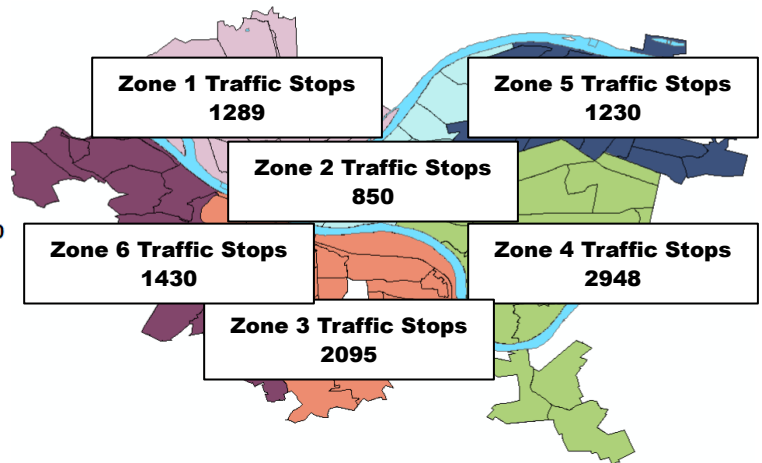 Zone 1 Traffic Stops
1289
Zone 5 Traffic Stops
1230
Zone 2 Traffic Stops
850
Zone 6 Traffic Stops
1430
Zone 4 Traffic Stops
2948
Zone 3 Traffic Stops
2095